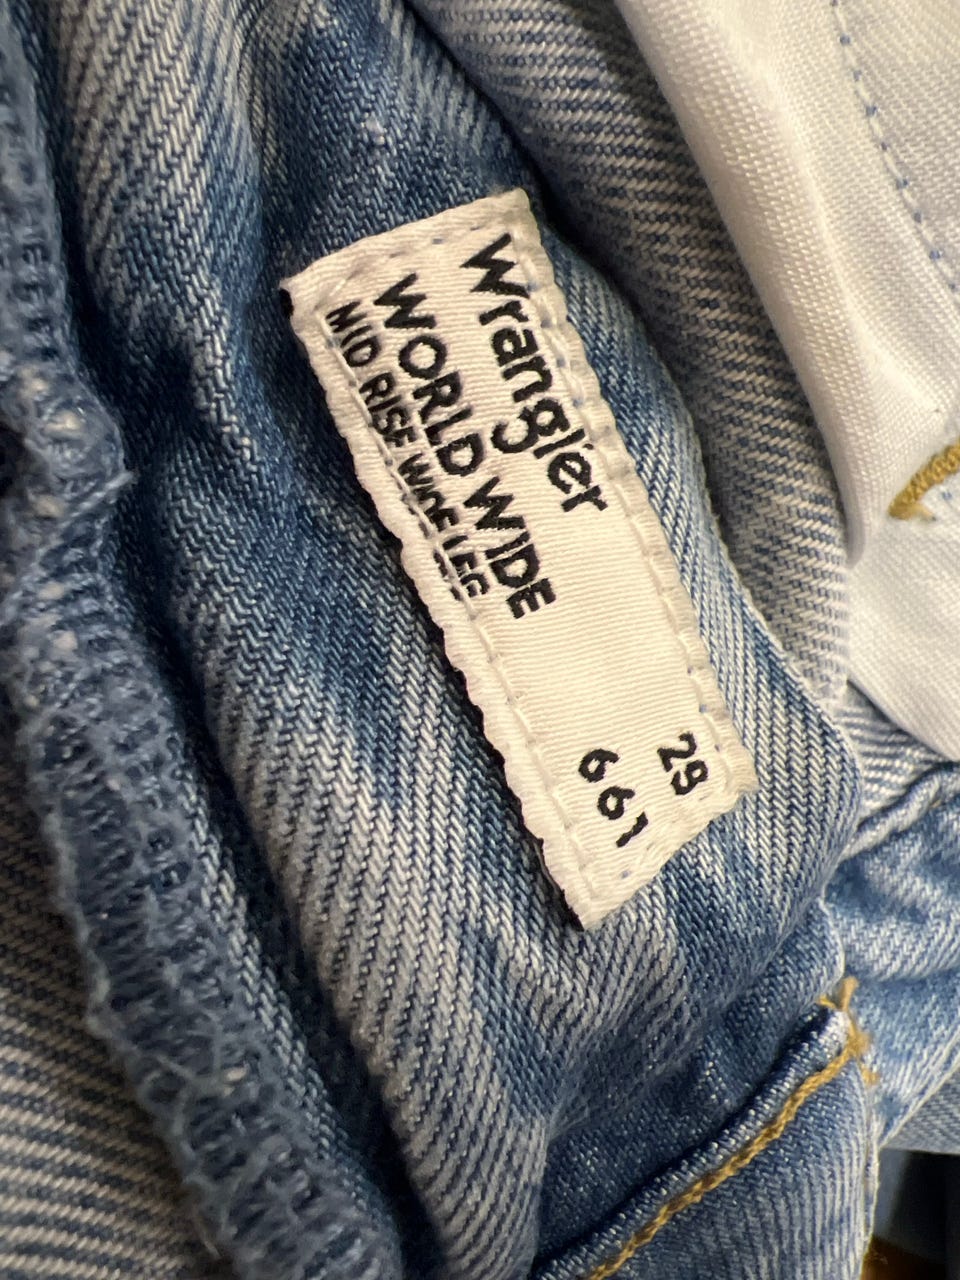 Wrangler
WORLD WIDE
MID RISE WIDE LEG
29
661